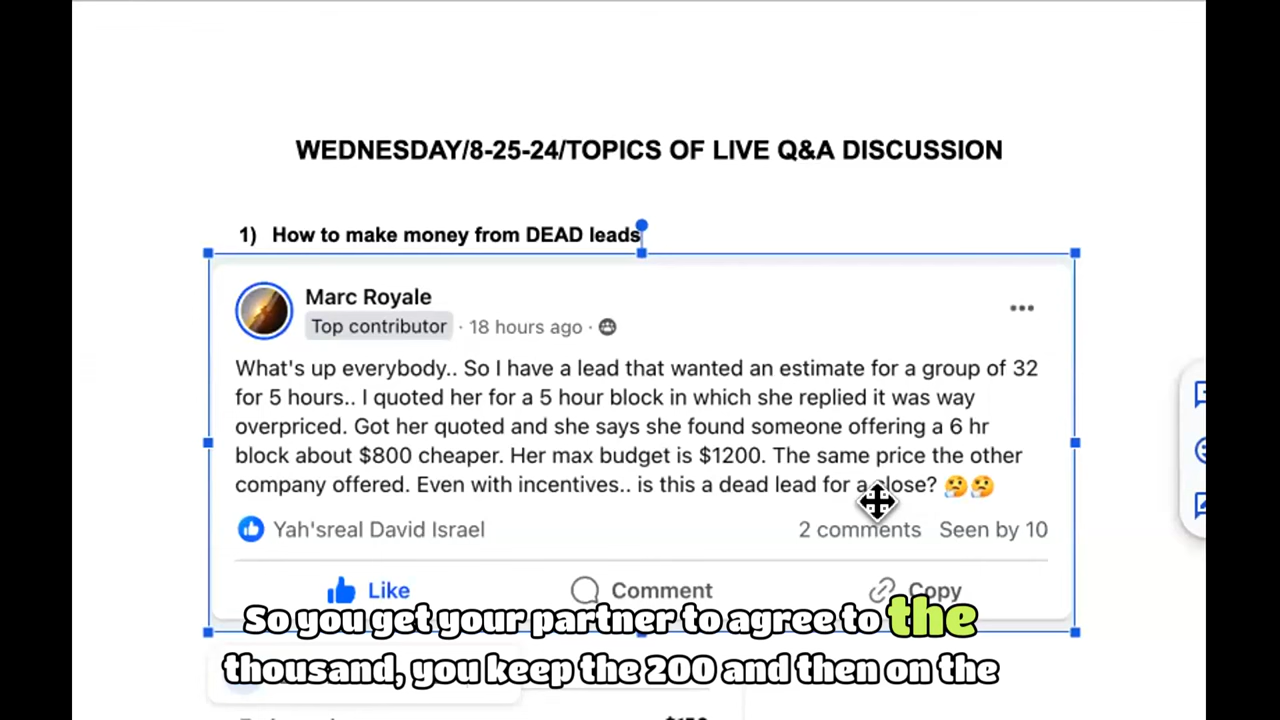 WEDNESDAY/8-25-24/TOPICS OF LIVE Q&A DISCUSSION
1) How to make money from DEAD leads
Marc Royale
Top contributor · 18 hours ago ·
What's up everybody.. So I have a lead that wanted an estimate for a group of 32
for 5 hours.. I quoted her for a 5 hour block in which she replied it was way
overpriced. Got her quoted and she says she found someone offering a 6 hr
block about $800 cheaper. Her max budget is $1200. The same price the other
company offered. Even with incentives.. is this a dead lead for a close? 🤔🤔
Yah'sreal David Israel 2 comments Seen by 10
Like Comment Copy
So you get your partner to agree to the
thousand, you keep the 200 and then on the